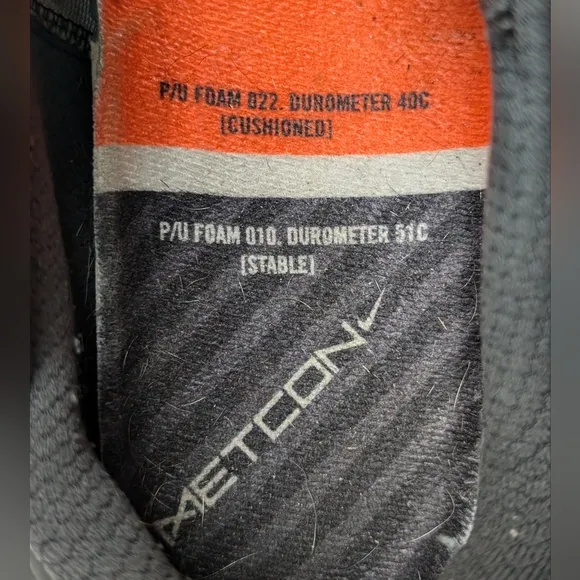 P/U FOAM 022. DUROMETER 40C
[CUSHIONED]
P/U FOAM 010. DUROMETER 51C
[STABLE]
METCON